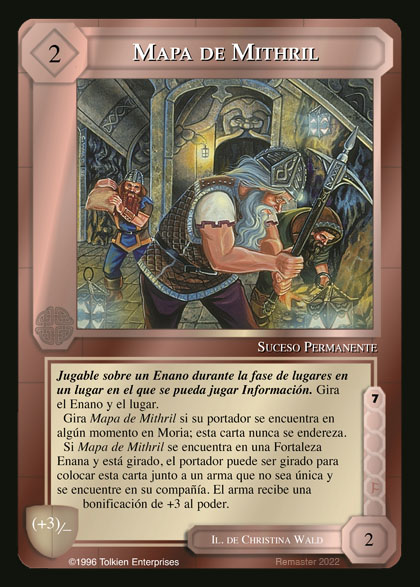 2
MAPA DE MITHRIL
SUCESO PERMANENTE
Jugable sobre un Enano durante la fase de lugares en
un lugar en el que se pueda jugar Información. Gira
el Enano y el lugar.
Gira Mapa de Mithril si su portador se encuentra en
algún momento en Moria; esta carta nunca se endereza.
Si Mapa de Mithril se encuentra en una Fortaleza
Enana y está girado, el portador puede ser girado para
colocar esta carta junto a un arma que no sea única y
se encuentre en su compañía. El arma recibe una
bonificación de +3 al poder.
7
(+3)/–
IL. DE CHRISTINA WALD
2
©1996 Tolkien Enterprises
Remaster 2022